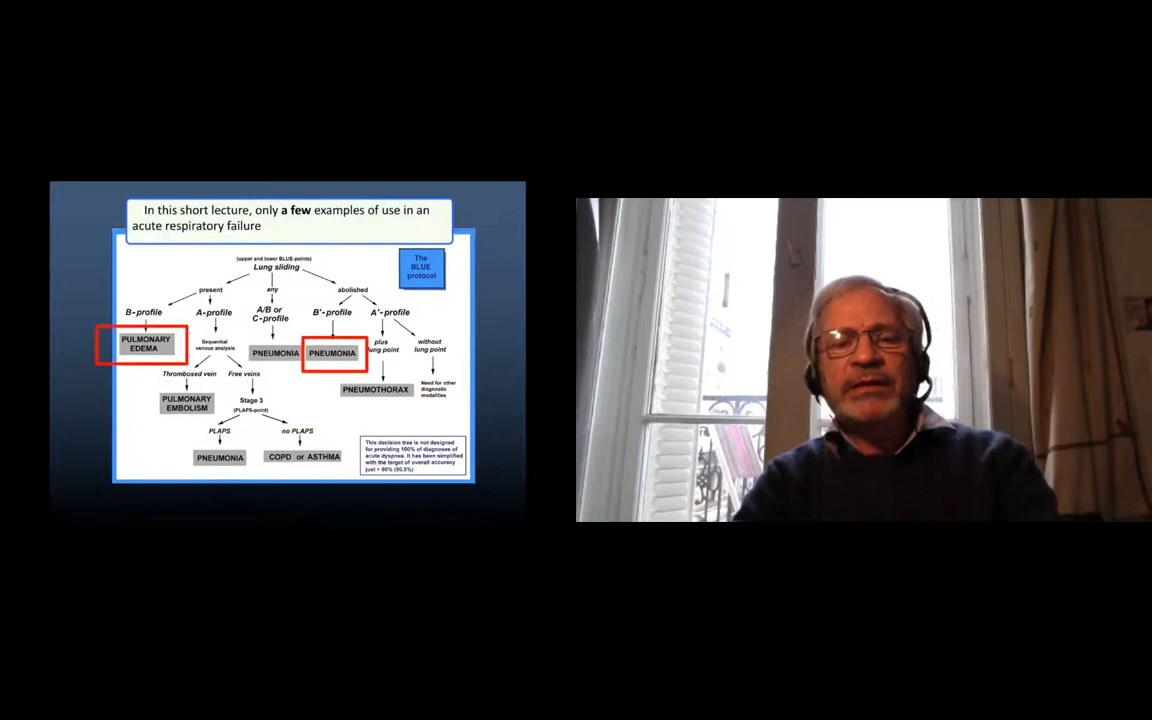 In this short lecture, only a few examples of use in an
acute respiratory failure
The
BLUE
protocol
(upper and lower BLUE-points)
Lung sliding
present
any
abolished
B-profile
A-profile
A/B or
C-profile
B'-profile
A'-profile
PULMONARY
EDEMA
Sequential
venous analysis
PNEUMONIA
PNEUMONIA
plus
lung point
without
lung point
Thrombosed vein
Free veins
PNEUMOTHORAX
Need for other
diagnostic
modalities
PULMONARY
EMBOLISM
Stage 3
(PLAPS-point)
PLAPS
no PLAPS
PNEUMONIA
COPD or ASTHMA
This decision tree is not designed
for providing 100% of diagnoses of
acute dyspnea. It has been simplified
with the target of overall accuracy
just > 90% (90.5%)